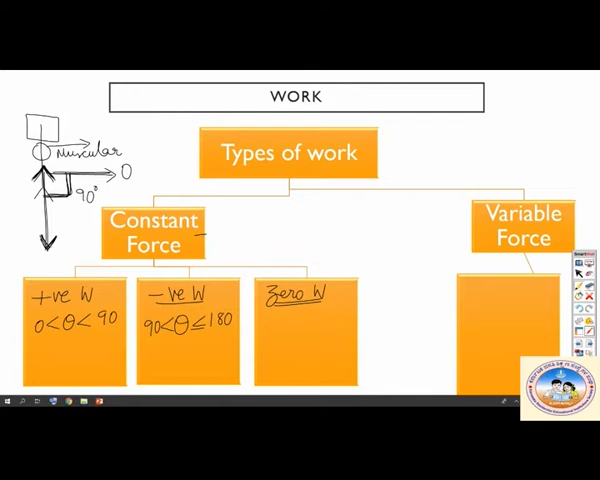 WORK
Types of work
Muscular
0
90°
Constant
Force
Variable
Force
+ve W
0<θ<90
-ve W
90<θ≤180
Zero W